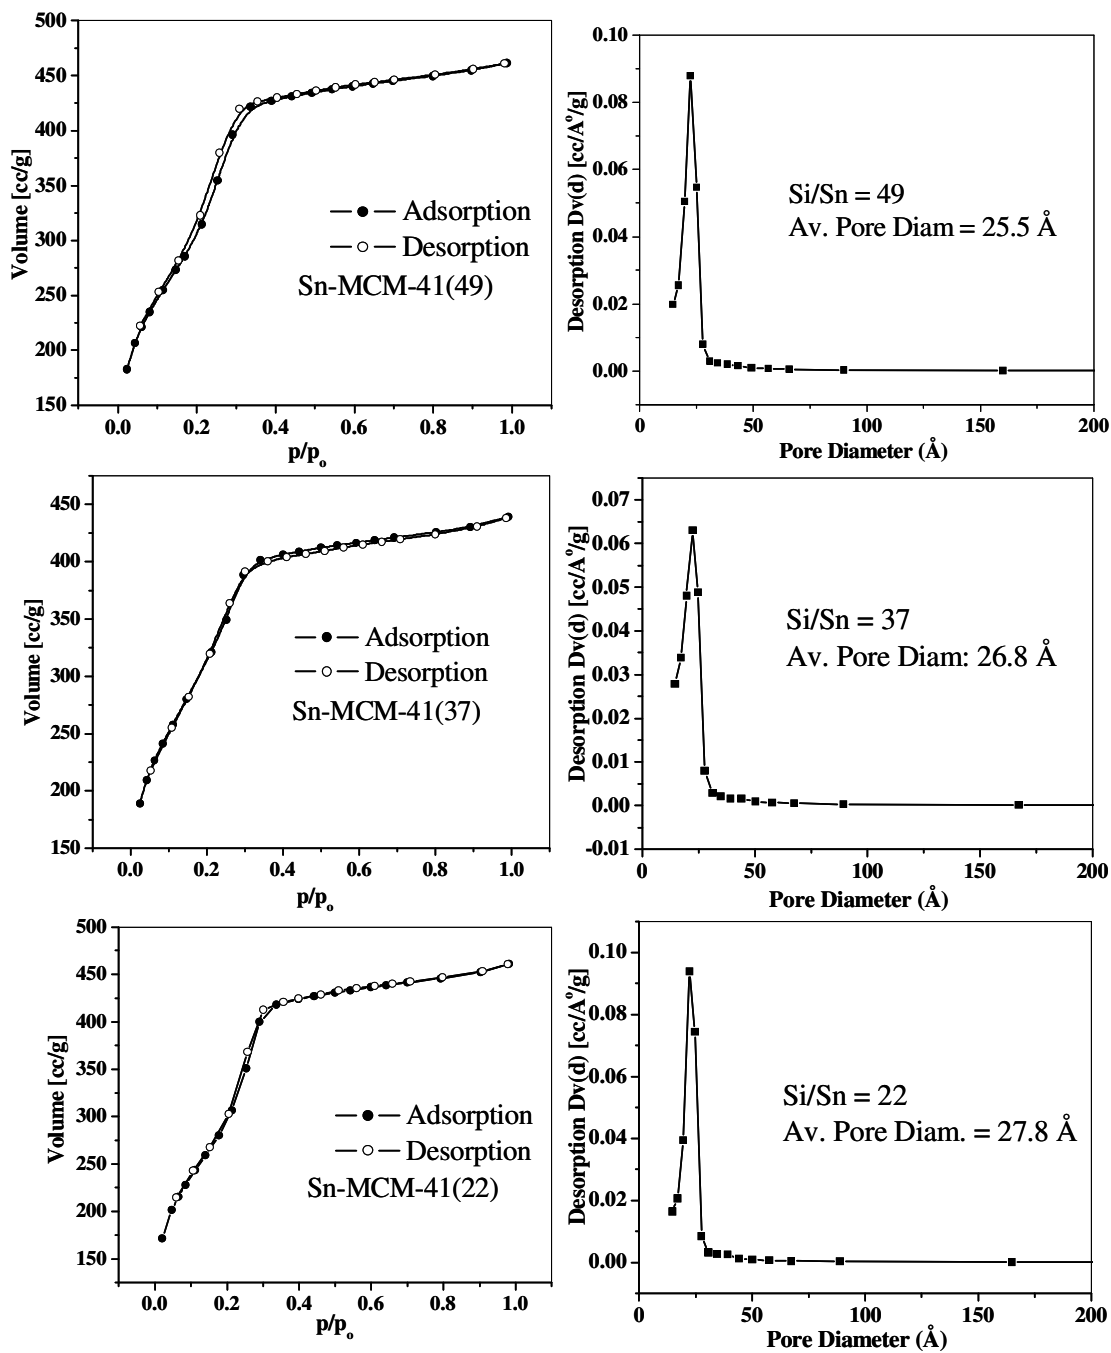 500
450
400
350
300
250
200
150
Volume [cc/g]
0.0 0.2 0.4 0.6 0.8 1.0
p/po
Adsorption
Desorption
Sn-MCM-41(49)
0.10
0.08
0.06
0.04
0.02
0.00
Desorption Dv(d) [cc/A°/g]
0 50 100 150 200
Pore Diameter (Å)
Si/Sn = 49
Av. Pore Diam = 25.5 Å
450
400
350
300
250
200
150
Volume [cc/g]
0.0 0.2 0.4 0.6 0.8 1.0
p/po
Adsorption
Desorption
Sn-MCM-41(37)
0.07
0.06
0.05
0.04
0.03
0.02
0.01
0.00
-0.01
Desorption Dv(d) [cc/A°/g]
0 50 100 150 200
Pore Diameter (Å)
Si/Sn = 37
Av. Pore Diam: 26.8 Å
500
450
400
350
300
250
200
150
Volume [cc/g]
0.0 0.2 0.4 0.6 0.8 1.0
p/po
Adsorption
Desorption
Sn-MCM-41(22)
0.10
0.08
0.06
0.04
0.02
0.00
Desorption Dv(d) [cc/A°/g]
0 50 100 150 200
Pore Diameter (Å)
Si/Sn = 22
Av. Pore Diam. = 27.8 Å